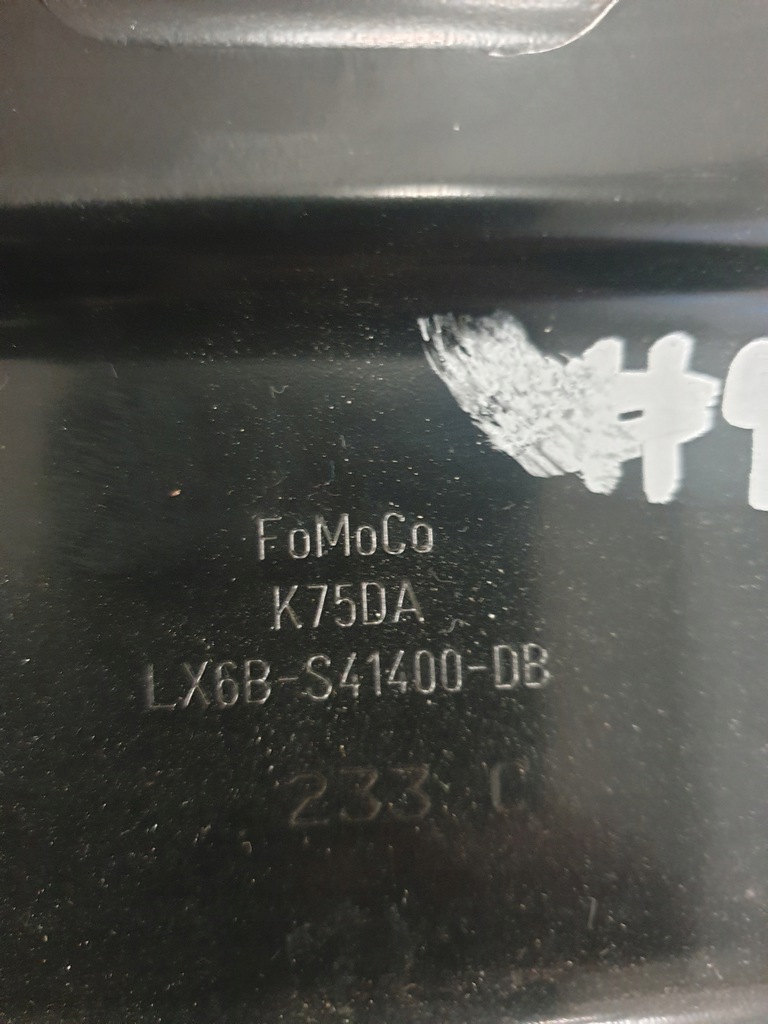 #
FoMoCo
K75DA
LX6B-S41400-DB
233 C